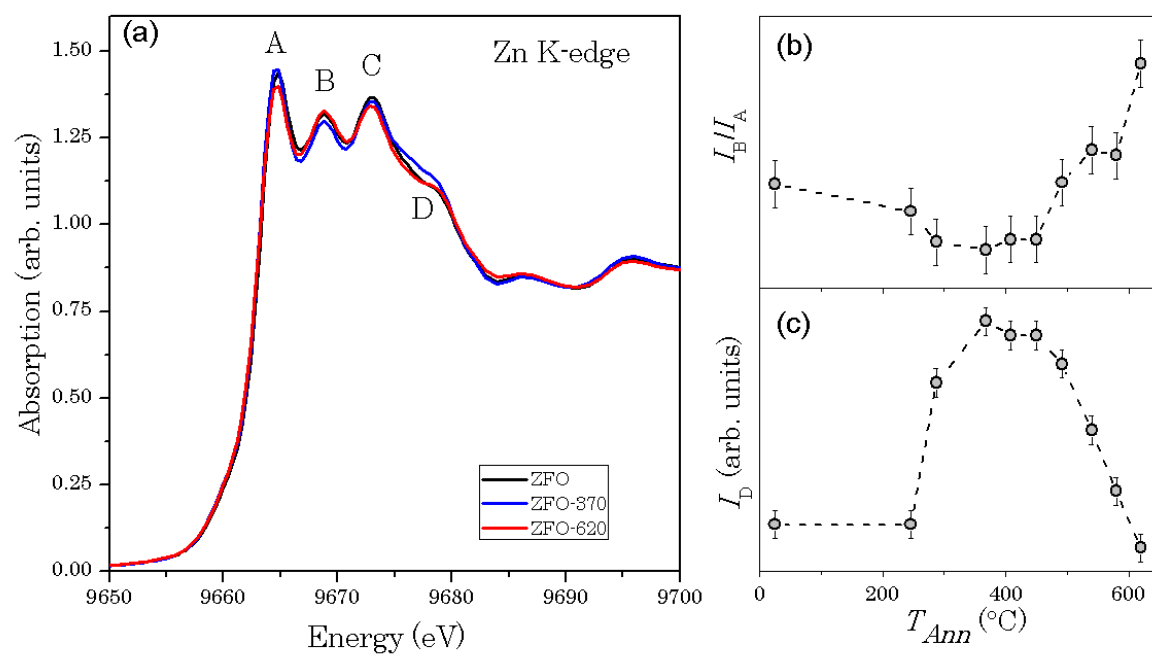 (a)
Zn K-edge
A
B
C
D
1.50
1.25
1.00
0.75
0.50
0.25
0.00
Absorption (arb. units)
ZFO
ZFO-370
ZFO-620
9650 9660 9670 9680 9690 9700
Energy (eV)
(b)
I_B/I_A
(c)
I_D (arb. units)
0 200 400 600
T_Ann (°C)